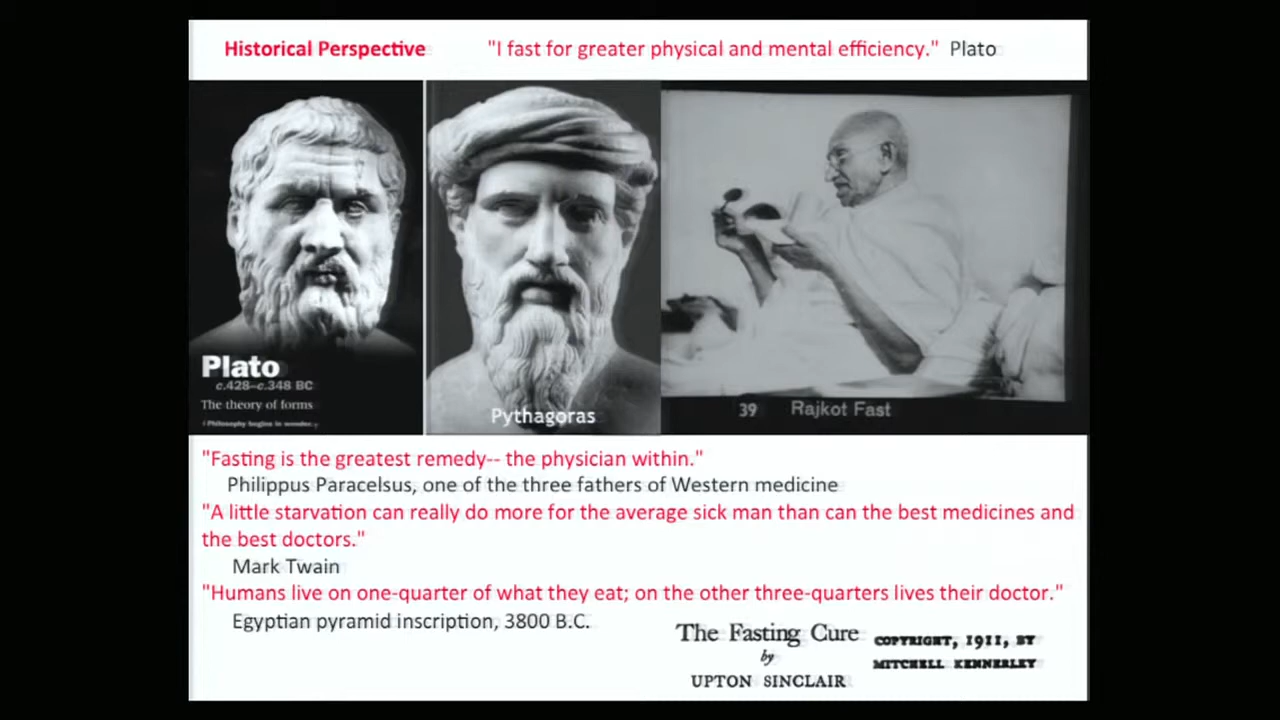 Historical Perspective
"I fast for greater physical and mental efficiency." Plato
Plato
c.428–c.348 BC
The theory of forms
Philosophy begins in wonder.
Pythagoras
39 Rajkot Fast
"Fasting is the greatest remedy-- the physician within."
Philippus Paracelsus, one of the three fathers of Western medicine
"A little starvation can really do more for the average sick man than can the best medicines and
the best doctors."
Mark Twain
"Humans live on one-quarter of what they eat; on the other three-quarters lives their doctor."
Egyptian pyramid inscription, 3800 B.C.
The Fasting Cure
by
UPTON SINCLAIR
COPYRIGHT, 1911, BY
MITCHELL KENNERLEY